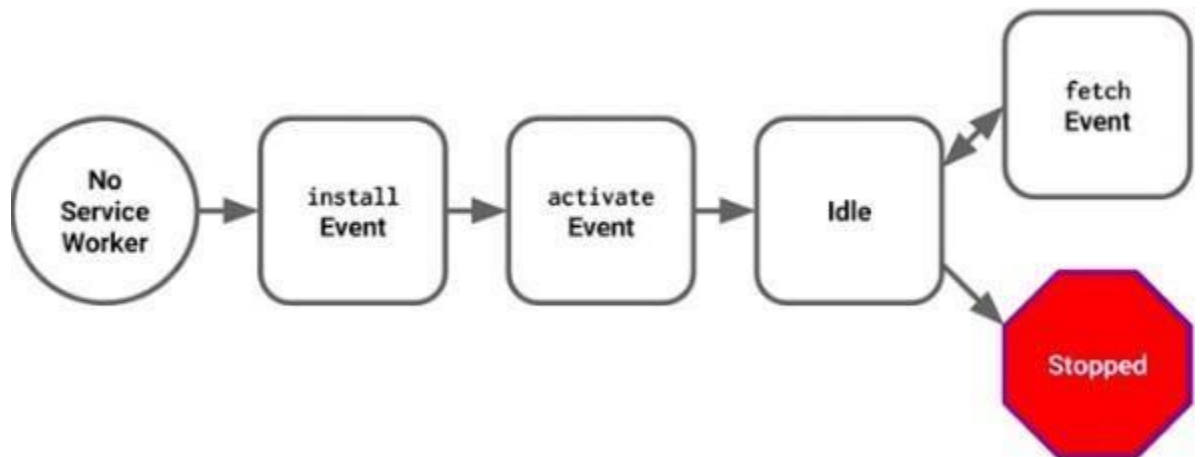 No
Service
Worker
install
Event
activate
Event
Idle
fetch
Event
Stopped